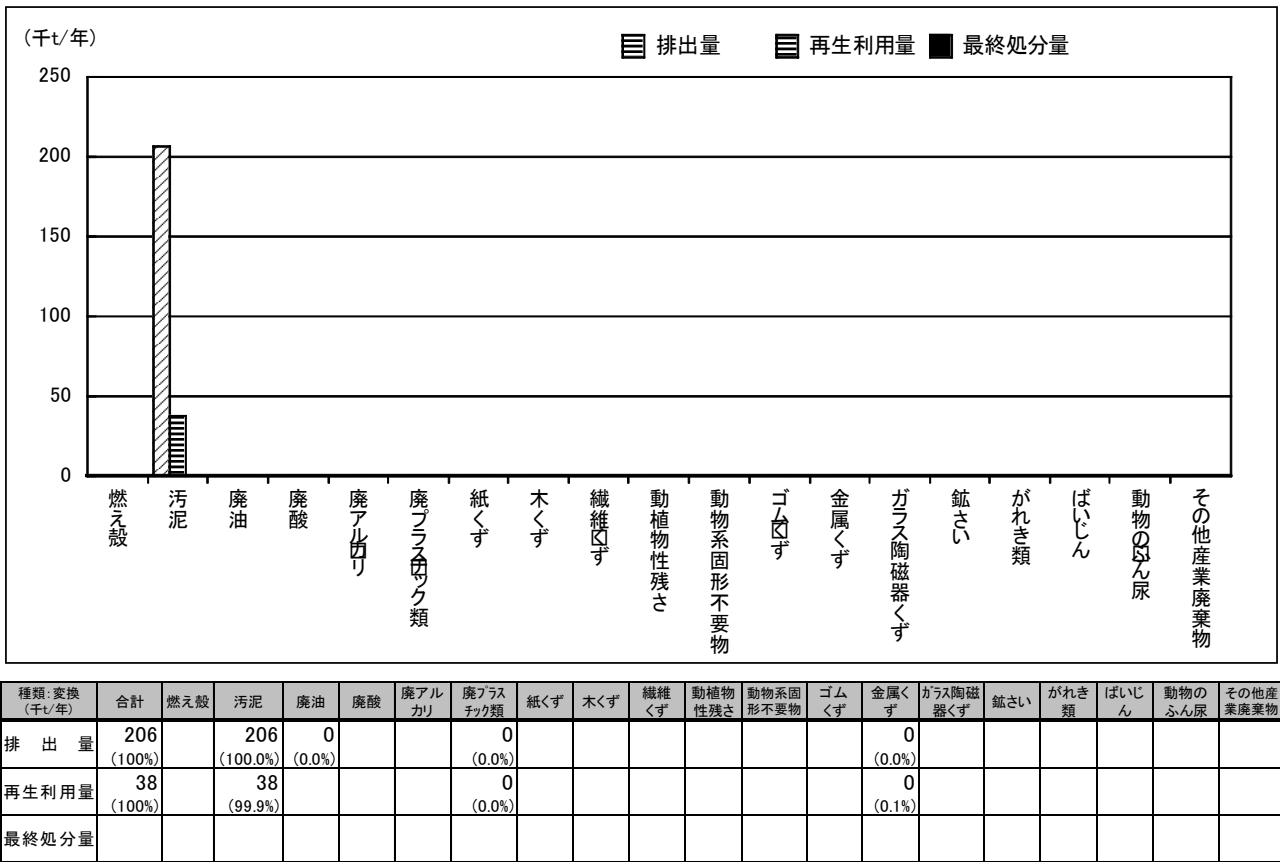 (千t/年)
排出量 再生利用量 最終処分量
250
200
150
100
50
0
燃え殻
汚泥
廃油
廃酸
廃アルカリ
廃プラスチック類
紙くず
木くず
繊維くず
動植物性残さ
動物系固形不要物
ゴムくず
金属くず
ガラス陶磁器くず
鉱さい
がれき類
ばいじん
動物のふん尿
その他産業廃棄物
種類:変換 (千t/年) 合計 燃え殻 汚泥 廃油 廃酸 廃アルカリ 廃プラスチック類 紙くず 木くず 繊維くず 動植物性残さ 動物系固形不要物 ゴムくず 金属くず ガラス陶磁器くず 鉱さい がれき類 ばいじん 動物のふん尿 その他産業廃棄物
排出量 206 206 0 0 0
(100%) (100.0%) (0.0%) (0.0%) (0.0%)
再生利用量 38 38 0 0
(100%) (99.9%) (0.0%) (0.1%)
最終処分量